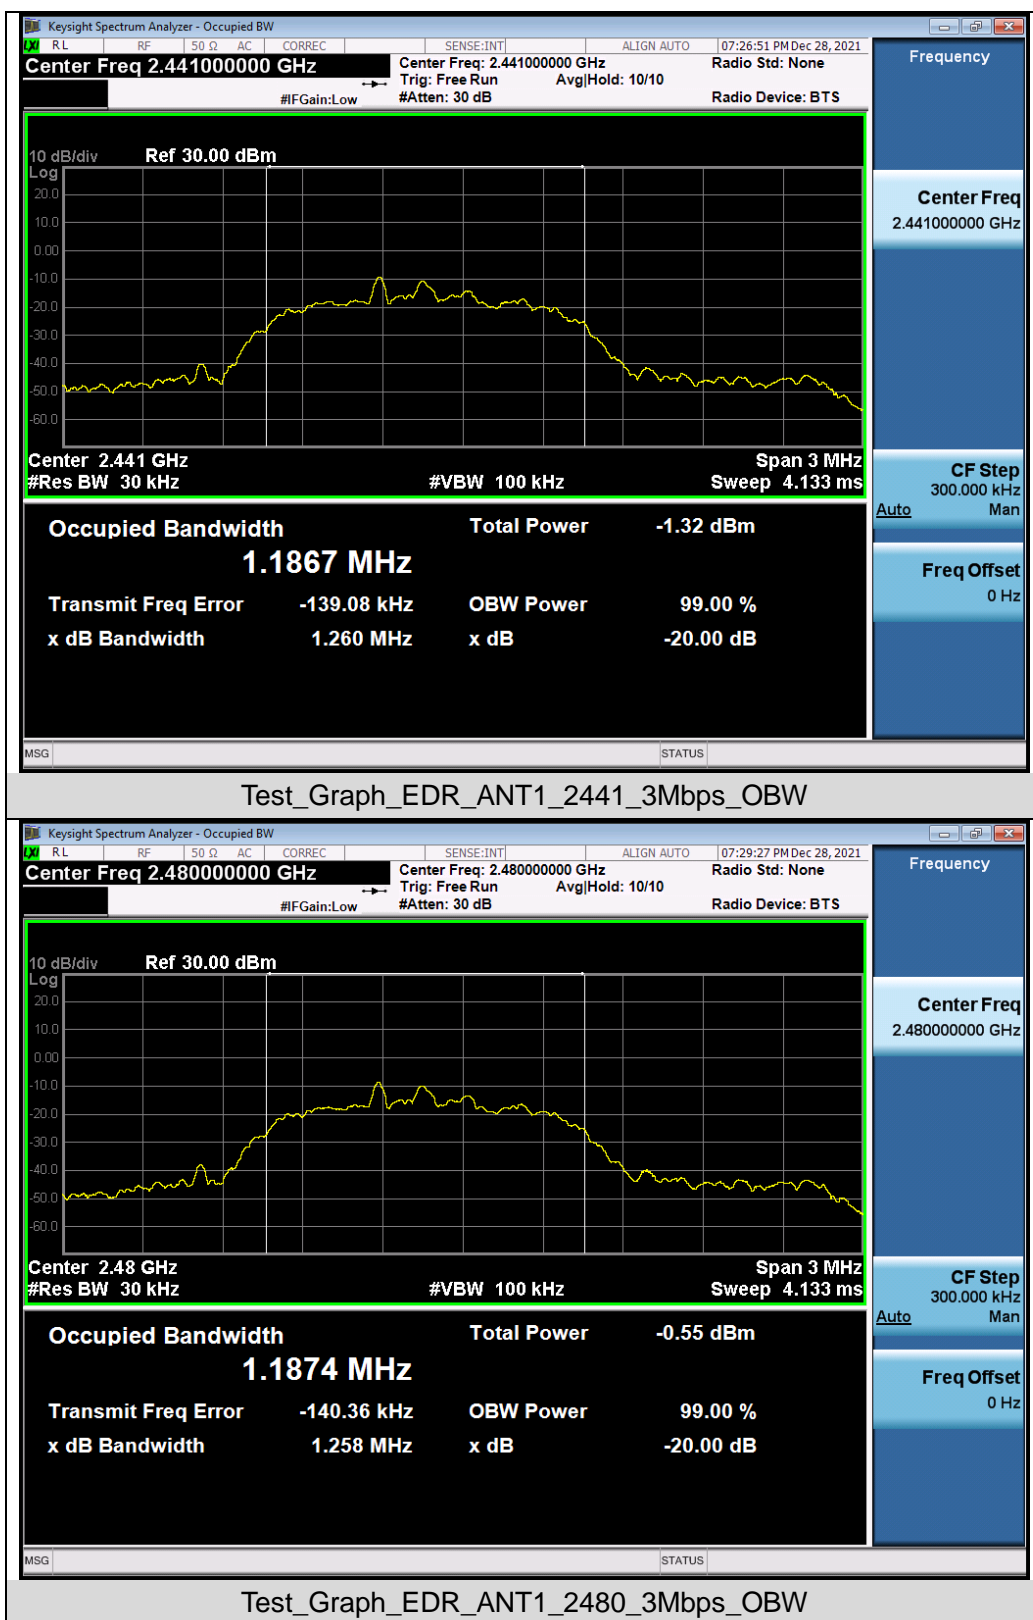 Keysight Spectrum Analyzer - Occupied BW
LXI RL RF 50 Ω AC CORREC SENSE:INT ALIGN AUTO 07:26:51 PM Dec 28, 2021
Center Freq 2.441000000 GHz
Center Freq: 2.441000000 GHz
Radio Std: None
Trig: Free Run Avg|Hold: 10/10
#IFGain:Low
#Atten: 30 dB
Radio Device: BTS
Frequency
10 dB/div Ref 30.00 dBm
Log
20.0
10.0
0.00
-10.0
-20.0
-30.0
-40.0
-50.0
-60.0
Center Freq
2.441000000 GHz
Center 2.441 GHz Span 3 MHz
#Res BW 30 kHz #VBW 100 kHz Sweep 4.133 ms
CF Step
300.000 kHz
Auto Man
Occupied Bandwidth Total Power -1.32 dBm
1.1867 MHz
Transmit Freq Error -139.08 kHz OBW Power 99.00 %
x dB Bandwidth 1.260 MHz x dB -20.00 dB
Freq Offset
0 Hz
MSG STATUS
Test_Graph_EDR_ANT1_2441_3Mbps_OBW
Keysight Spectrum Analyzer - Occupied BW
LXI RL RF 50 Ω AC CORREC SENSE:INT ALIGN AUTO 07:29:27 PM Dec 28, 2021
Center Freq 2.480000000 GHz
Center Freq: 2.480000000 GHz
Radio Std: None
Trig: Free Run Avg|Hold: 10/10
#IFGain:Low
#Atten: 30 dB
Radio Device: BTS
Frequency
10 dB/div Ref 30.00 dBm
Log
20.0
10.0
0.00
-10.0
-20.0
-30.0
-40.0
-50.0
-60.0
Center Freq
2.480000000 GHz
Center 2.48 GHz Span 3 MHz
#Res BW 30 kHz #VBW 100 kHz Sweep 4.133 ms
CF Step
300.000 kHz
Auto Man
Occupied Bandwidth Total Power -0.55 dBm
1.1874 MHz
Transmit Freq Error -140.36 kHz OBW Power 99.00 %
x dB Bandwidth 1.258 MHz x dB -20.00 dB
Freq Offset
0 Hz
MSG STATUS
Test_Graph_EDR_ANT1_2480_3Mbps_OBW